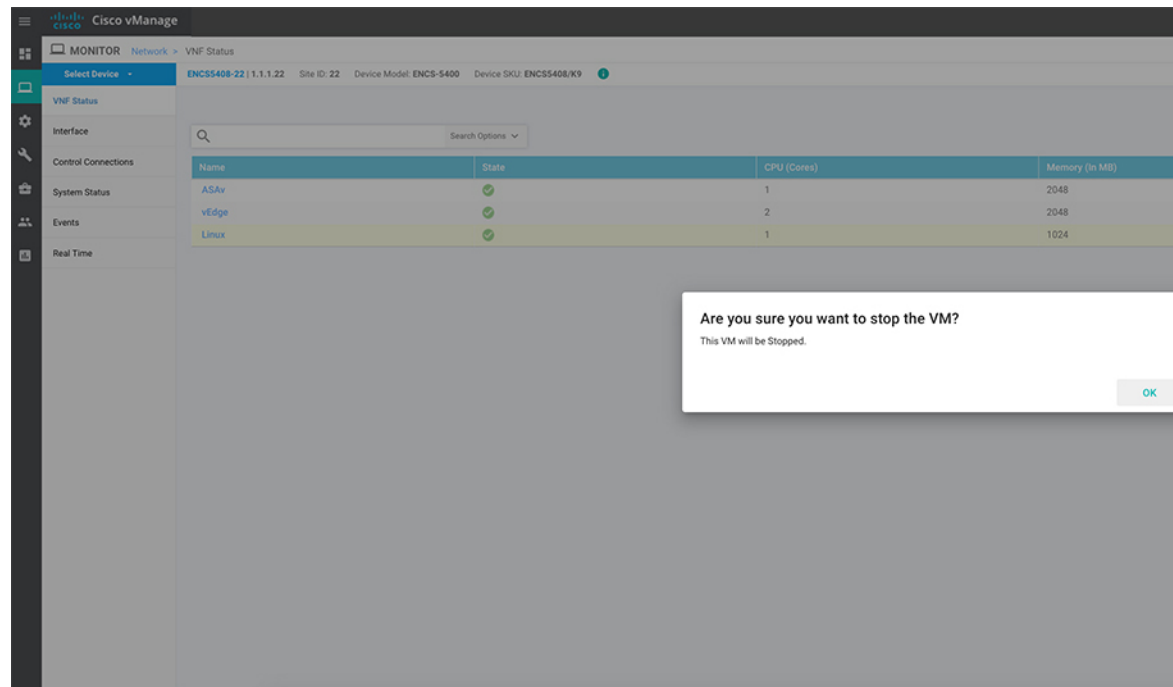 cisco Cisco vManage
MONITOR Network > VNF Status
Select Device ENCS5408-22 | 1.1.1.22 Site ID: 22 Device Model: ENCS-5400 Device SKU: ENCS5408/K9
VNF Status
Interface
Control Connections
System Status
Events
Real Time
Search Options
Name State CPU (Cores) Memory (In MB)
ASAv 1 2048
vEdge 2 2048
Linux 1 1024
Are you sure you want to stop the VM?
This VM will be Stopped.
OK